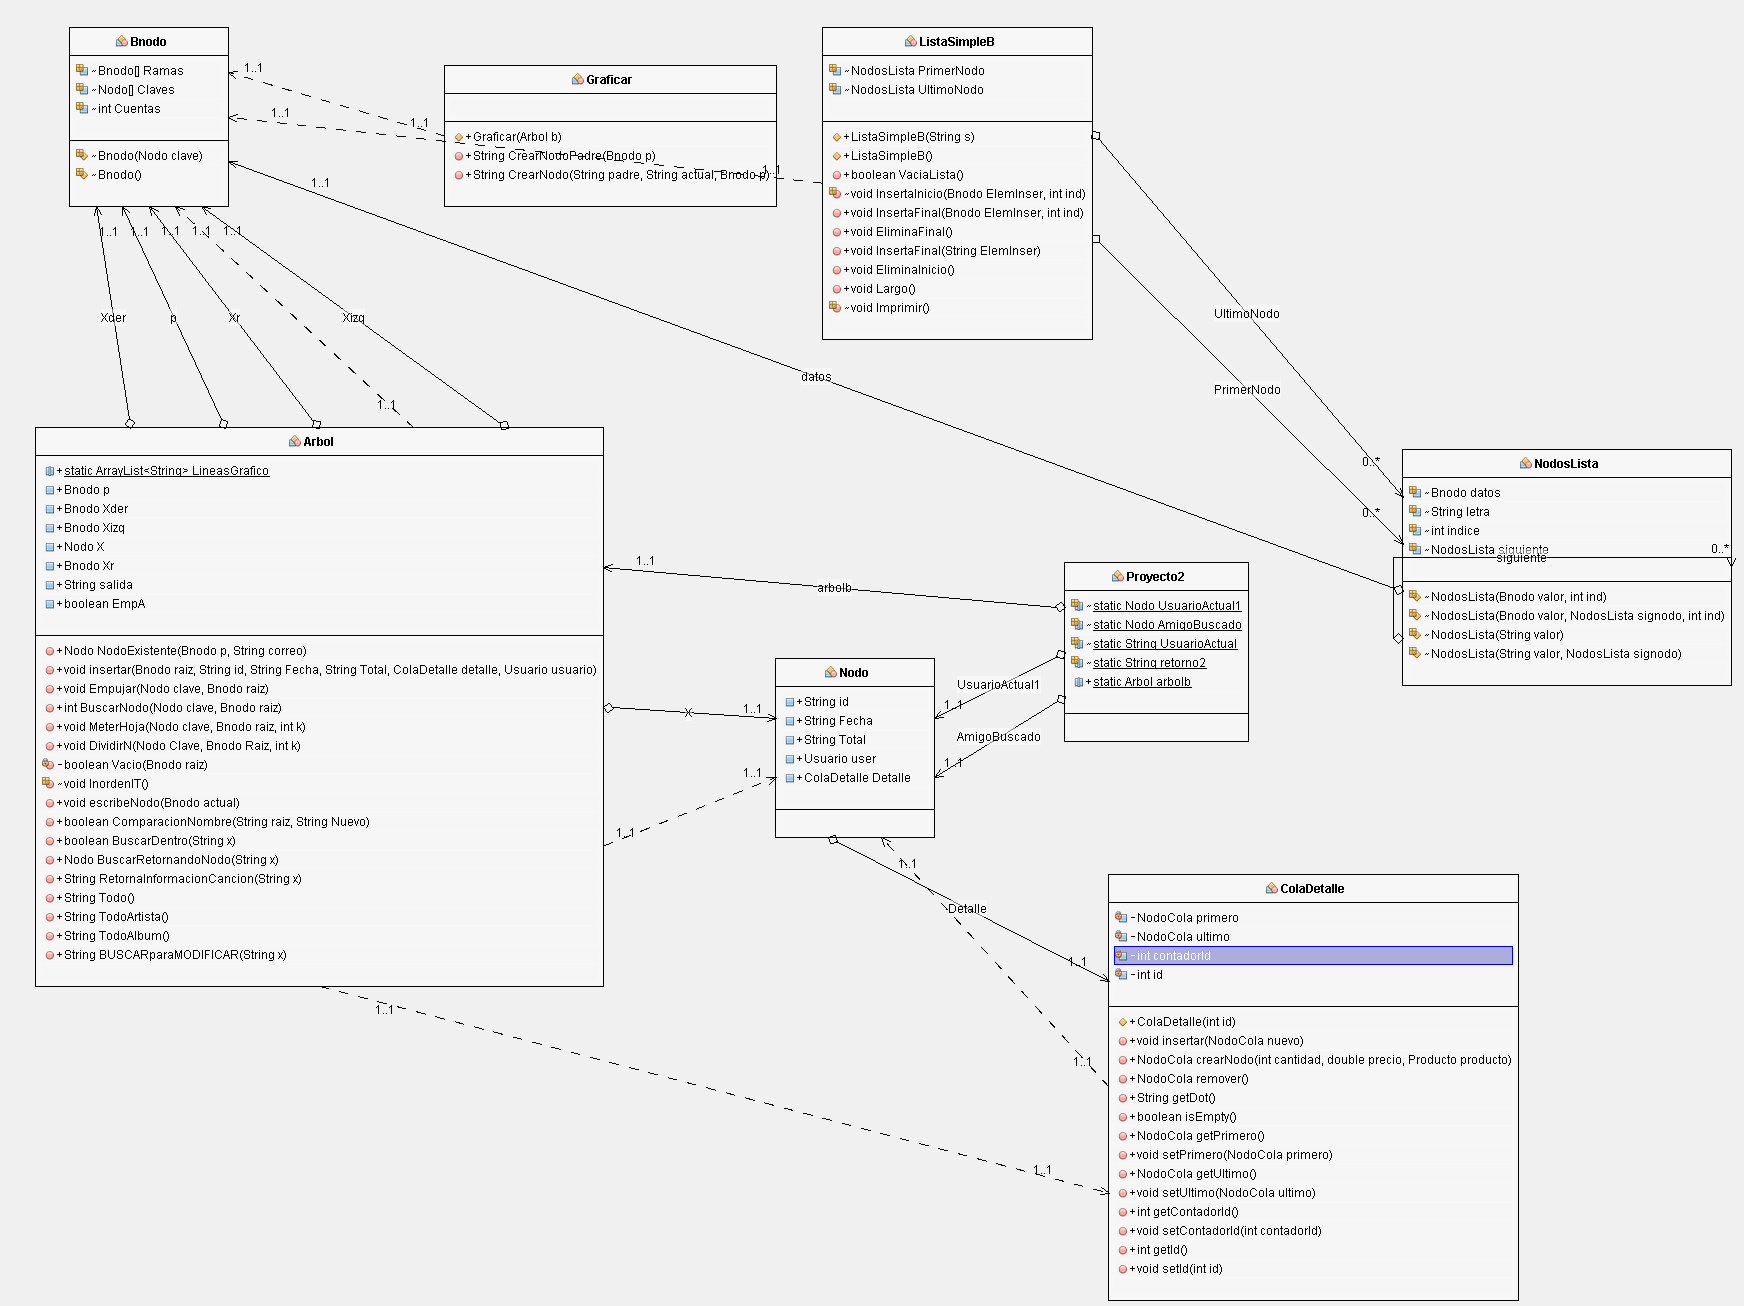 Bnodo
~Bnodo[] Ramas
~Nodo[] Claves
~int Cuentas
~Bnodo(Nodo clave)
~Bnodo()
Graficar
+Graficar(Arbol b)
+String CrearNodoPadre(Bnodo p)
+String CrearNodo(String padre, String actual, Bnodo p)
ListaSimpleB
~NodosLista PrimerNodo
~NodosLista UltimoNodo
+ListaSimpleB(String s)
+ListaSimpleB()
+boolean VaciaLista()
~void InsertaInicio(Bnodo ElemInser, int ind)
+void InsertaFinal(Bnodo ElemInser, int ind)
+void EliminaFinal()
+void InsertaFinal(String ElemInser)
+void EliminaInicio()
+void Largo()
~void Imprimir()
1..1
1..1
1..1
1..1
1..1
1..1
1..1
1..1
1..1
1..1
Xder
p
Xr
Xizq
1..1
datos
UltimoNodo
PrimerNodo
0..*
0..*
Arbol
+static ArrayList<String> LineasGrafico
+Bnodo p
+Bnodo Xder
+Bnodo Xizq
+Nodo X
+Bnodo Xr
+String salida
+boolean EmpA
+Nodo NodoExistente(Bnodo p, String correo)
+void insertar(Bnodo raiz, String id, String Fecha, String Total, ColaDetalle detalle, Usuario usuario)
+void Empujar(Nodo clave, Bnodo raiz)
+int BuscarNodo(Nodo clave, Bnodo raiz)
+void MeterHoja(Nodo clave, Bnodo raiz, int k)
+void DividirN(Nodo Clave, Bnodo Raiz, int k)
-boolean Vacio(Bnodo raiz)
~void InordenIT()
+void escribeNodo(Bnodo actual)
+boolean ComparacionNombre(String raiz, String Nuevo)
+boolean BuscarDentro(String x)
+Nodo BuscarRetornandoNodo(String x)
+String RetornaInformacionCancion(String x)
+String Todo()
+String TodoArtista()
+String TodoAlbum()
+String BUSCARparaMODIFICAR(String x)
NodosLista
~Bnodo datos
~String letra
~int indice
~NodosLista siguiente
0..*
siguiente
~NodosLista(Bnodo valor, int ind)
~NodosLista(Bnodo valor, NodosLista signodo, int ind)
~NodosLista(String valor)
~NodosLista(String valor, NodosLista signodo)
1..1
arbolb
Proyecto2
~static Nodo UsuarioActual1
~static Nodo AmigoBuscado
~static String UsuarioActual
~static String retorno2
+static Arbol arbolb
UsuarioActual1
1..1
AmigoBuscado
1..1
Nodo
+String id
+String Fecha
+String Total
+Usuario user
+ColaDetalle Detalle
X
1..1
1..1
1..1
1..1
Detalle
1..1
1..1
1..1
1..1
ColaDetalle
-NodoCola primero
-NodoCola ultimo
-int contadorId
-int id
+ColaDetalle(int id)
+void insertar(NodoCola nuevo)
+NodoCola crearNodo(int cantidad, double precio, Producto producto)
+NodoCola remover()
+String getDot()
+boolean isEmpty()
+NodoCola getPrimero()
+void setPrimero(NodoCola primero)
+NodoCola getUltimo()
+void setUltimo(NodoCola ultimo)
+int getContadorId()
+void setContadorId(int contadorId)
+int getId()
+void setId(int id)